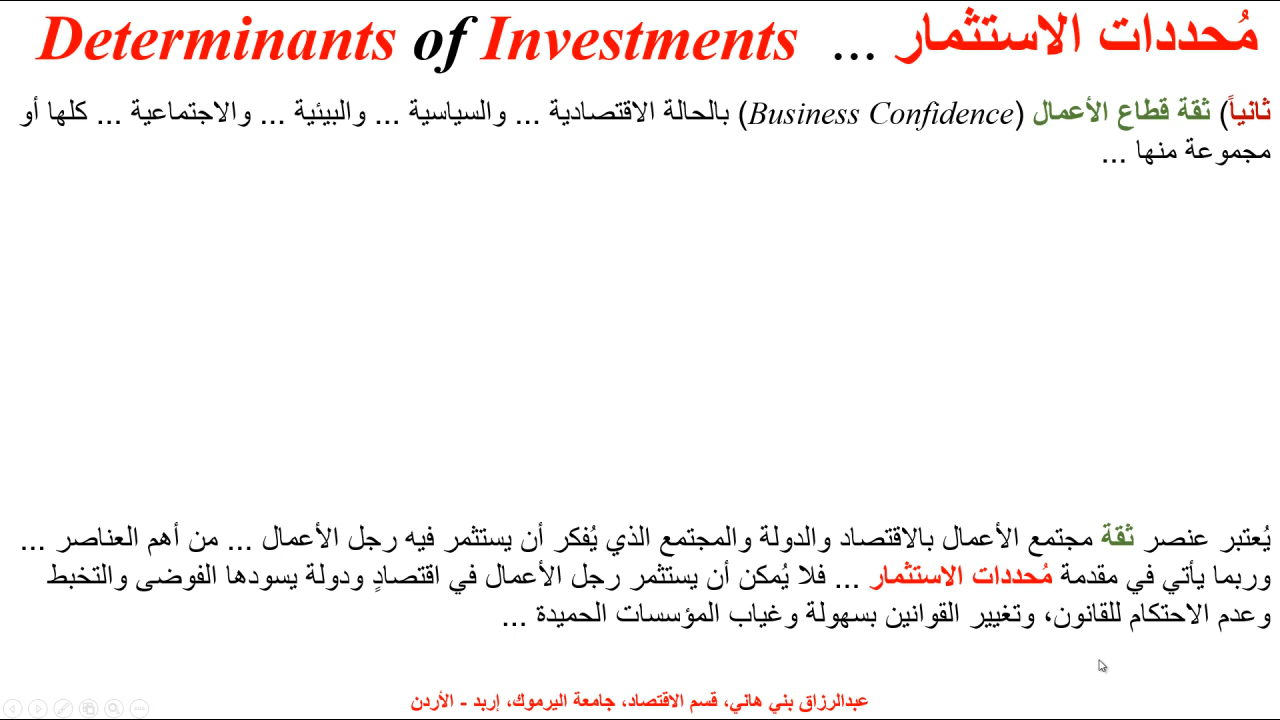 مُحددات الاستثمار ... Determinants of Investments
ثانياً) ثقة قطاع الأعمال (Business Confidence) بالحالة الاقتصادية ... والسياسية ... والبيئية ... والاجتماعية ... كلها أو
مجموعة منها ...
يُعتبر عنصر ثقة مجتمع الأعمال بالاقتصاد والدولة والمجتمع الذي يُفكر أن يستثمر فيه رجل الأعمال ... من أهم العناصر ...
وربما يأتي في مقدمة مُحددات الاستثمار ... فلا يُمكن أن يستثمر رجل الأعمال في اقتصادٍ ودولة يسودها الفوضى والتخبط
وعدم الاحتكام للقانون، وتغيير القوانين بسهولة وغياب المؤسسات الحميدة ...
عبدالرزاق بني هاني، قسم الاقتصاد، جامعة اليرموك، إربد - الأردن